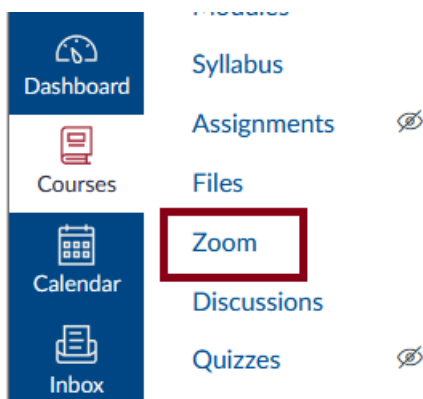 Dashboard
Courses
Calendar
Inbox
Syllabus
Assignments
Files
Zoom
Discussions
Quizzes